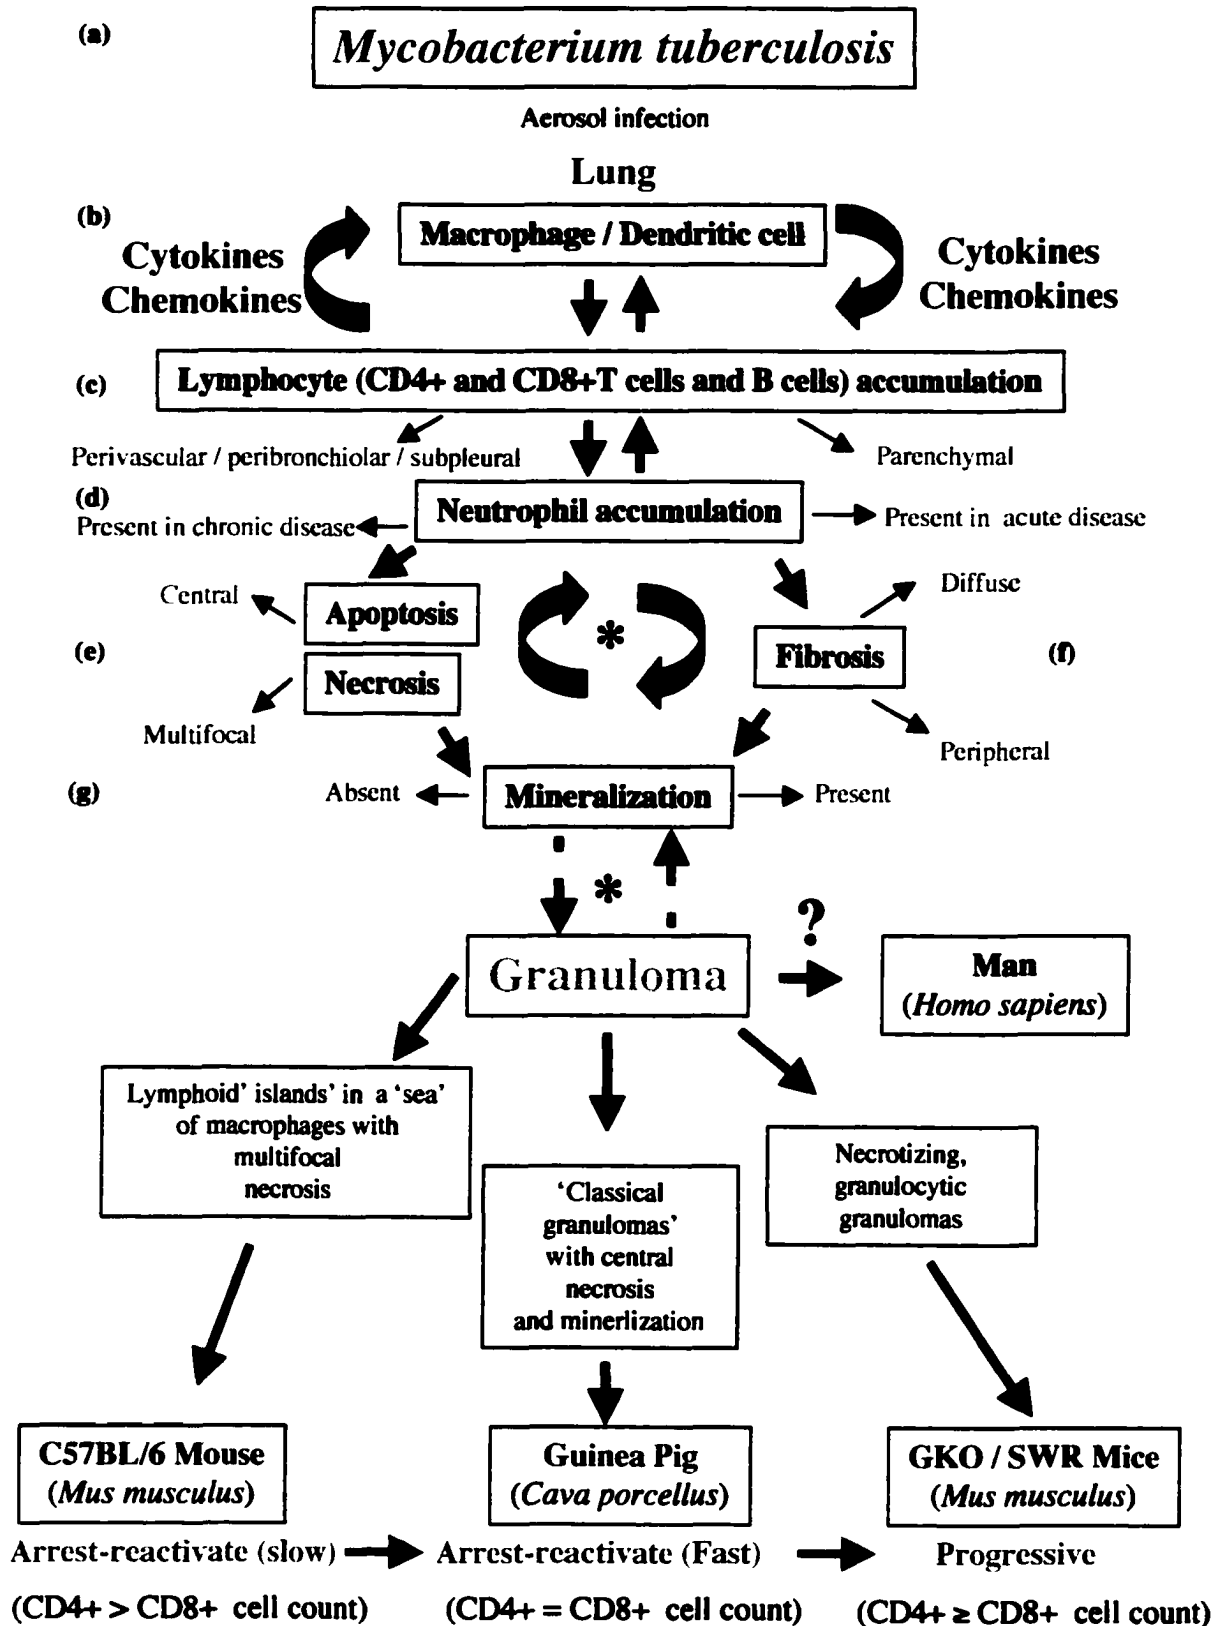 (a)
Mycobacterium tuberculosis
Aerosol infection
Lung
(b)
Macrophage / Dendritic cell
Cytokines
Chemokines
Cytokines
Chemokines
(c)
Lymphocyte (CD4+ and CD8+T cells and B cells) accumulation
Perivascular / peribronchiolar / subpleural
Parenchymal
(d)
Neutrophil accumulation
Present in chronic disease
Present in acute disease
Central
Apoptosis
*
Diffuse
(e)
Necrosis
Fibrosis
(f)
Multifocal
Peripheral
(g)
Absent
Mineralization
Present
*
?
Granuloma
Man
(Homo sapiens)
Lymphoid’ islands’ in a ‘sea’
of macrophages with
multifocal
necrosis
‘Classical
granulomas’
with central
necrosis
and minerlization
Necrotizing,
granulocytic
granulomas
C57BL/6 Mouse
(Mus musculus)
Guinea Pig
(Cava porcellus)
GKO / SWR Mice
(Mus musculus)
Arrest-reactivate (slow)
Arrest-reactivate (Fast)
Progressive
(CD4+ > CD8+ cell count)
(CD4+ = CD8+ cell count)
(CD4+ ≥ CD8+ cell count)